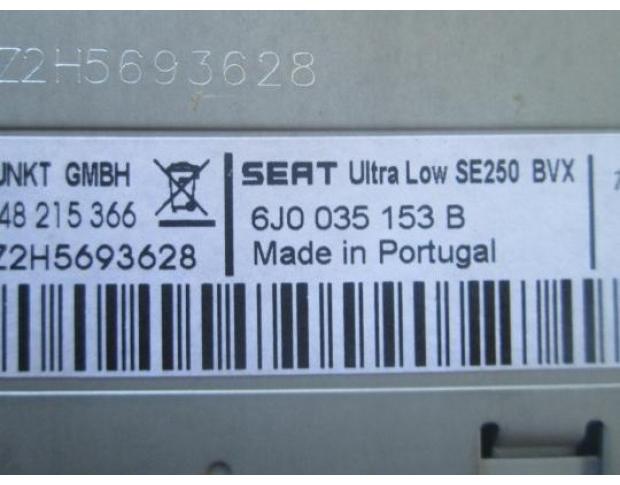 Z2H5693628
UNKT GMBH
48 215 366
Z2H5693628
SEAT Ultra Low SE250 BVX
6J0 035 153 B
Made in Portugal